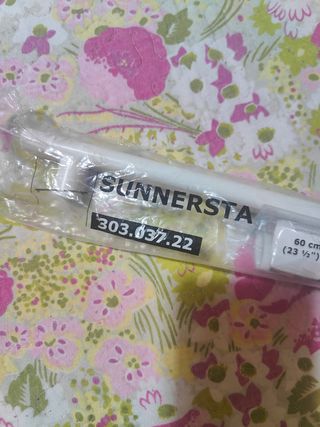 SUNNERSTA
303.037.22
60 cm
(23 ½")